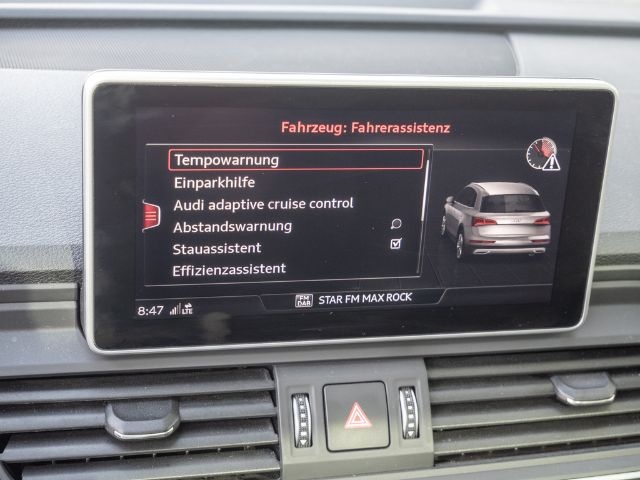 Fahrzeug: Fahrerassistenz
Tempowarnung
Einparkhilfe
Audi adaptive cruise control
Abstandswarnung
Stauassistent
Effizienzassistent
8:47 LTE FM DAB STAR FM MAX ROCK